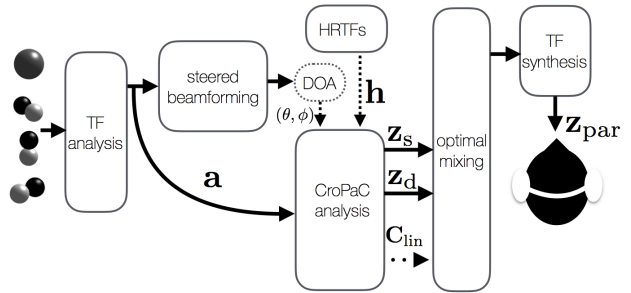 HRTFs
steered
beamforming
DOA
TF
synthesis
TF
analysis
(θ, ϕ)
h
z_par
z_s
optimal
mixing
a
CroPaC
analysis
z_d
c_lin